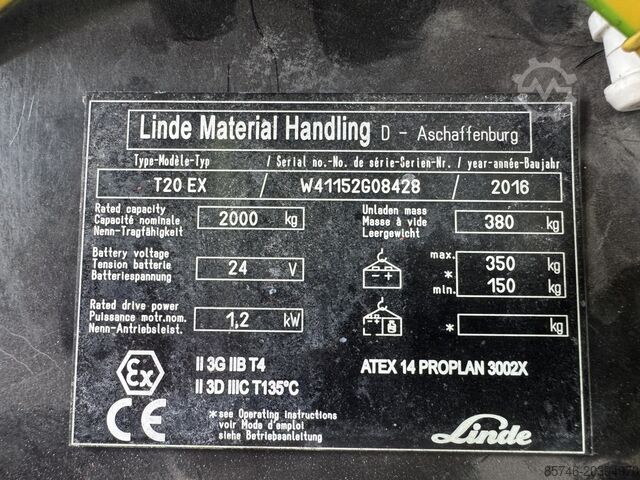 Linde Material Handling D - Aschaffenburg
Type-Modèle-Typ / Serial no.-No. de série-Serien-Nr. / year-année-Baujahr
T20 EX / W41152G08428 / 2016
Rated capacity
Capacité nominale
Nenn-Tragfähigkeit
2000 kg
Unladen mass
Masse à vide
Leergewicht
380 kg
Battery voltage
Tension batterie
Batteriespannung
24 V
max. 350 kg
*
min. 150 kg
Rated drive power
Puissance motr.nom.
Nenn-Antriebsleist.
1,2 kW
* kg
Ex
II 3G IIB T4
II 3D IIIC T135°C
ATEX 14 PROPLAN 3002X
CE
*see Operating instructions
voir Mode d'emploi
siehe Betriebsanleitung
Linde